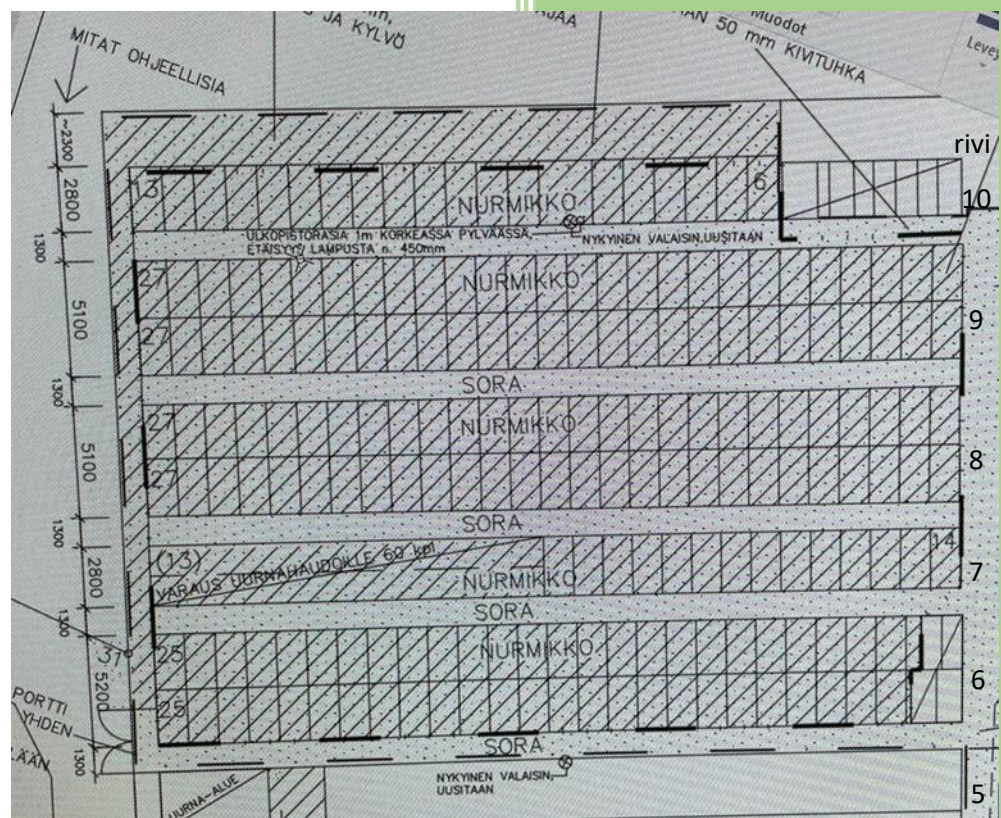 JA KYLVÖ
Muodot
50 mm KIVITUHKA
Levey
MITAT OHJEELLISIA
rivi
~2300
13
6
10
2800
NURMIKKO
ULKOPISTORASIA 1m KORKEASSA PYLVÄÄSSÄ,
ETÄISYYS LAMPUSTA n. 450mm
NYKYINEN VALAISIN,UUSITAAN
1300
27
NURMIKKO
5100
9
27
1300
SORA
27
NURMIKKO
5100
8
27
1300
SORA
(13)
14
VARAUS UURNAHAUDOILLE 60 kpl
2800
NURMIKKO
7
1300
SORA
31
25
NURMIKKO
5200
6
25
PORTTI
YHDEN
1300
SORA
NYKYINEN VALAISIN,
UUSITAAN
UURNA-ALUE
5